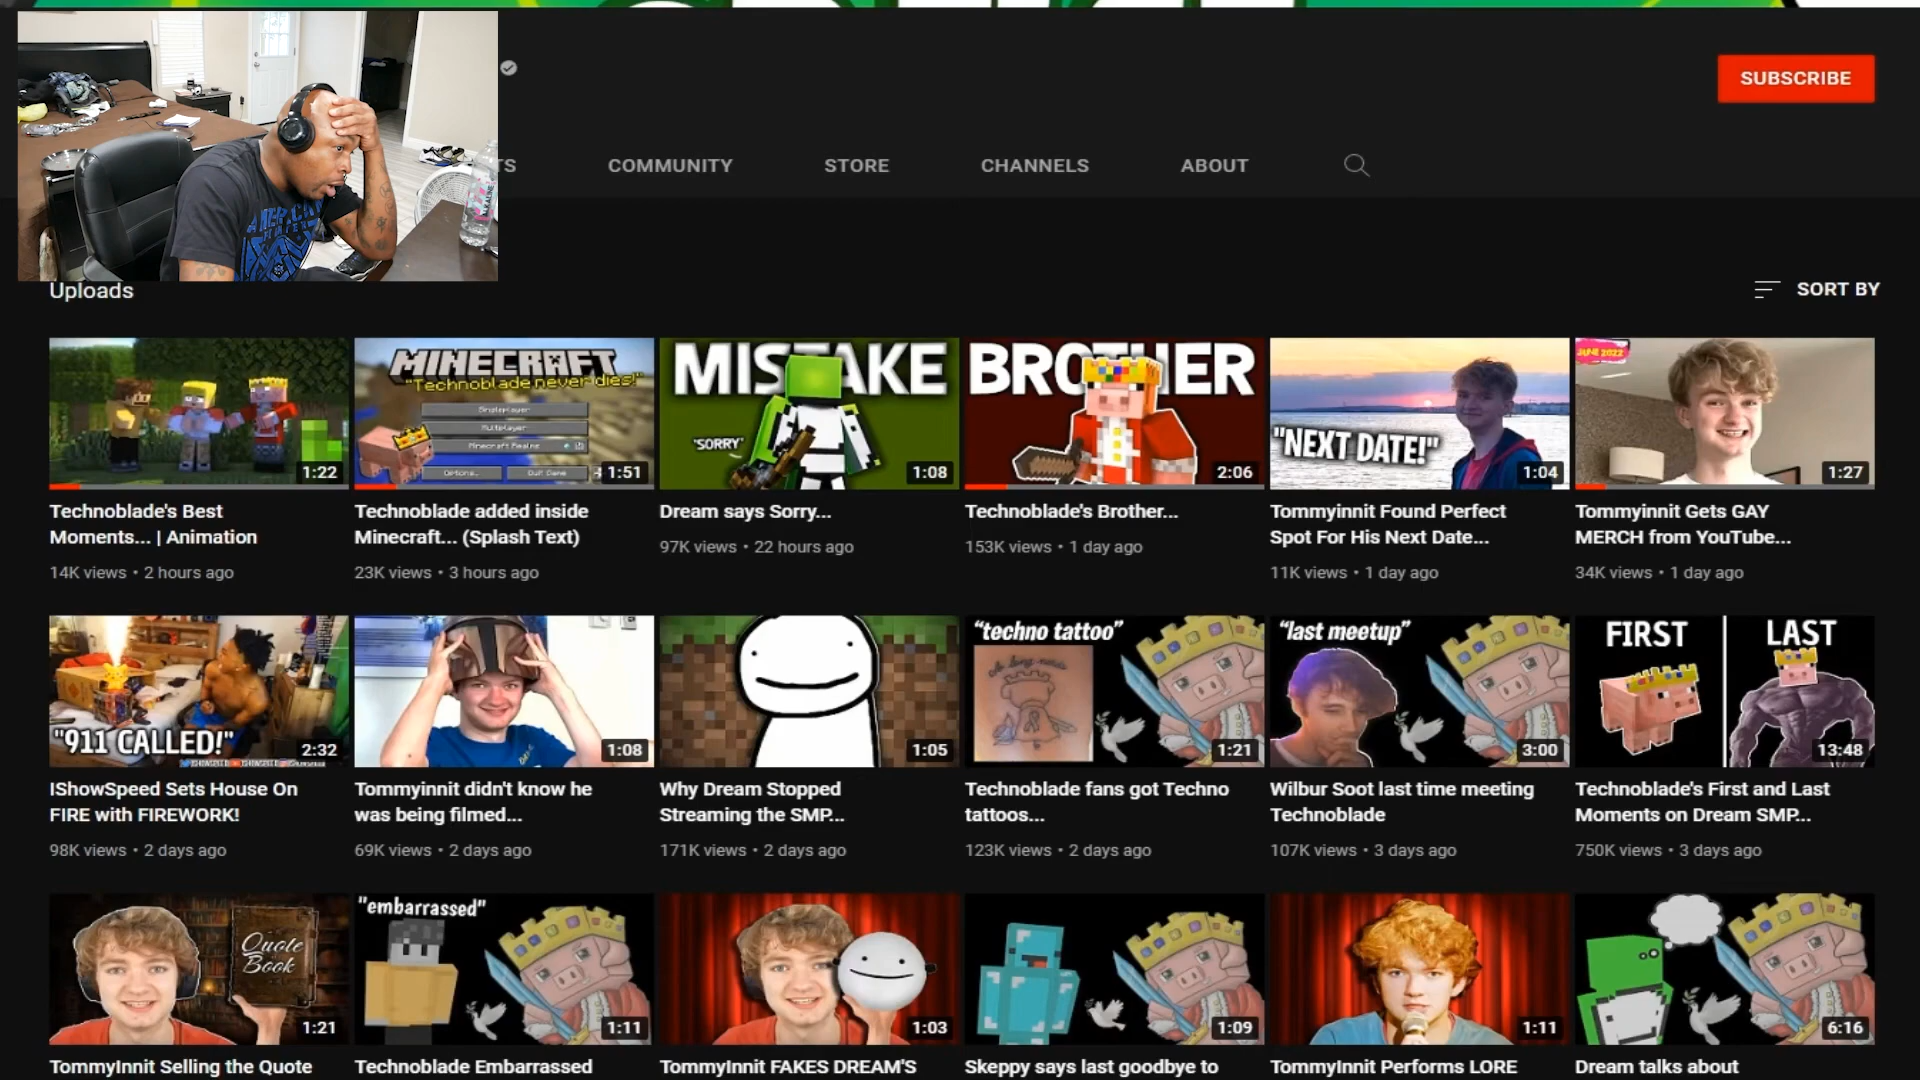 SUBSCRIBE
TS COMMUNITY STORE CHANNELS ABOUT
Uploads
SORT BY
MINECRAFT
"Technoblade never dies!"
Singleplayer
Multiplayer
Minecraft Realms
Options... Quit Game
1:22
1:51
MISTAKE
"SORRY"
1:08
BROTHER
2:06
"NEXT DATE!"
1:04
JUNE 2022
1:27
Technoblade's Best
Moments... | Animation
14K views • 2 hours ago
Technoblade added inside
Minecraft... (Splash Text)
23K views • 3 hours ago
Dream says Sorry...
97K views • 22 hours ago
Technoblade's Brother...
153K views • 1 day ago
Tommyinnit Found Perfect
Spot For His Next Date...
11K views • 1 day ago
Tommyinnit Gets GAY
MERCH from YouTube...
34K views • 1 day ago
"911 CALLED!"
2:32
1:08
1:05
"techno tattoo"
1:21
"last meetup"
3:00
FIRST LAST
13:48
IShowSpeed Sets House On
FIRE with FIREWORK!
98K views • 2 days ago
Tommyinnit didn't know he
was being filmed...
69K views • 2 days ago
Why Dream Stopped
Streaming the SMP...
171K views • 2 days ago
Technoblade fans got Techno
tattoos...
123K views • 2 days ago
Wilbur Soot last time meeting
Technoblade
107K views • 3 days ago
Technoblade's First and Last
Moments on Dream SMP...
750K views • 3 days ago
Quote
Book
1:21
"embarrassed"
1:11
1:03
1:09
1:11
6:16
TommyInnit Selling the Quote
Technoblade Embarrassed
TommyInnit FAKES DREAM'S
Skeppy says last goodbye to
TommyInnit Performs LORE
Dream talks about